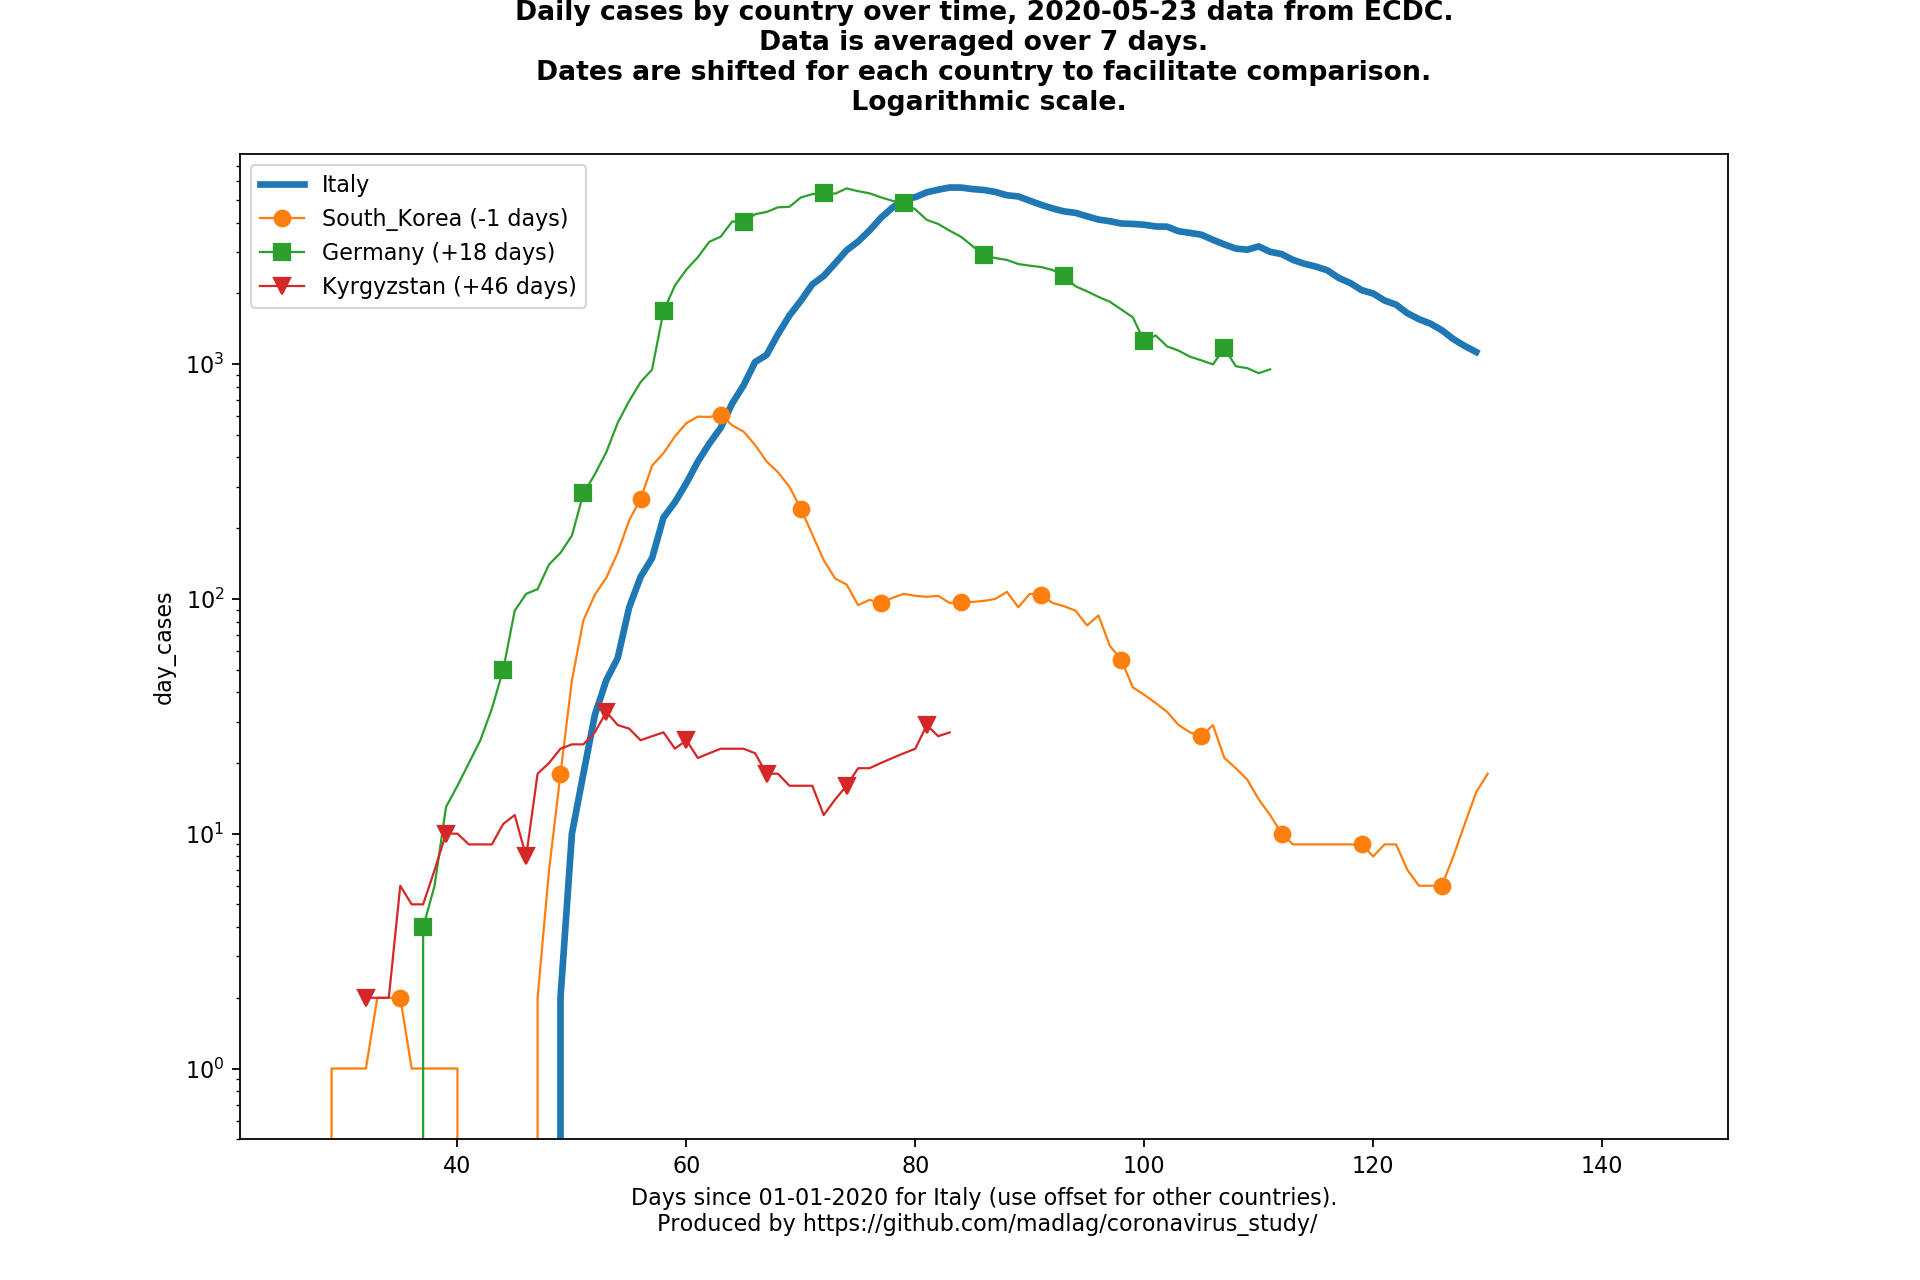 Daily cases by country over time, 2020-05-23 data from ECDC.
Data is averaged over 7 days.
Dates are shifted for each country to facilitate comparison.
Logarithmic scale.
Italy
South_Korea (-1 days)
Germany (+18 days)
Kyrgyzstan (+46 days)
10³
10²
10¹
10⁰
day_cases
40 60 80 100 120 140
Days since 01-01-2020 for Italy (use offset for other countries).
Produced by https://github.com/madlag/coronavirus_study/